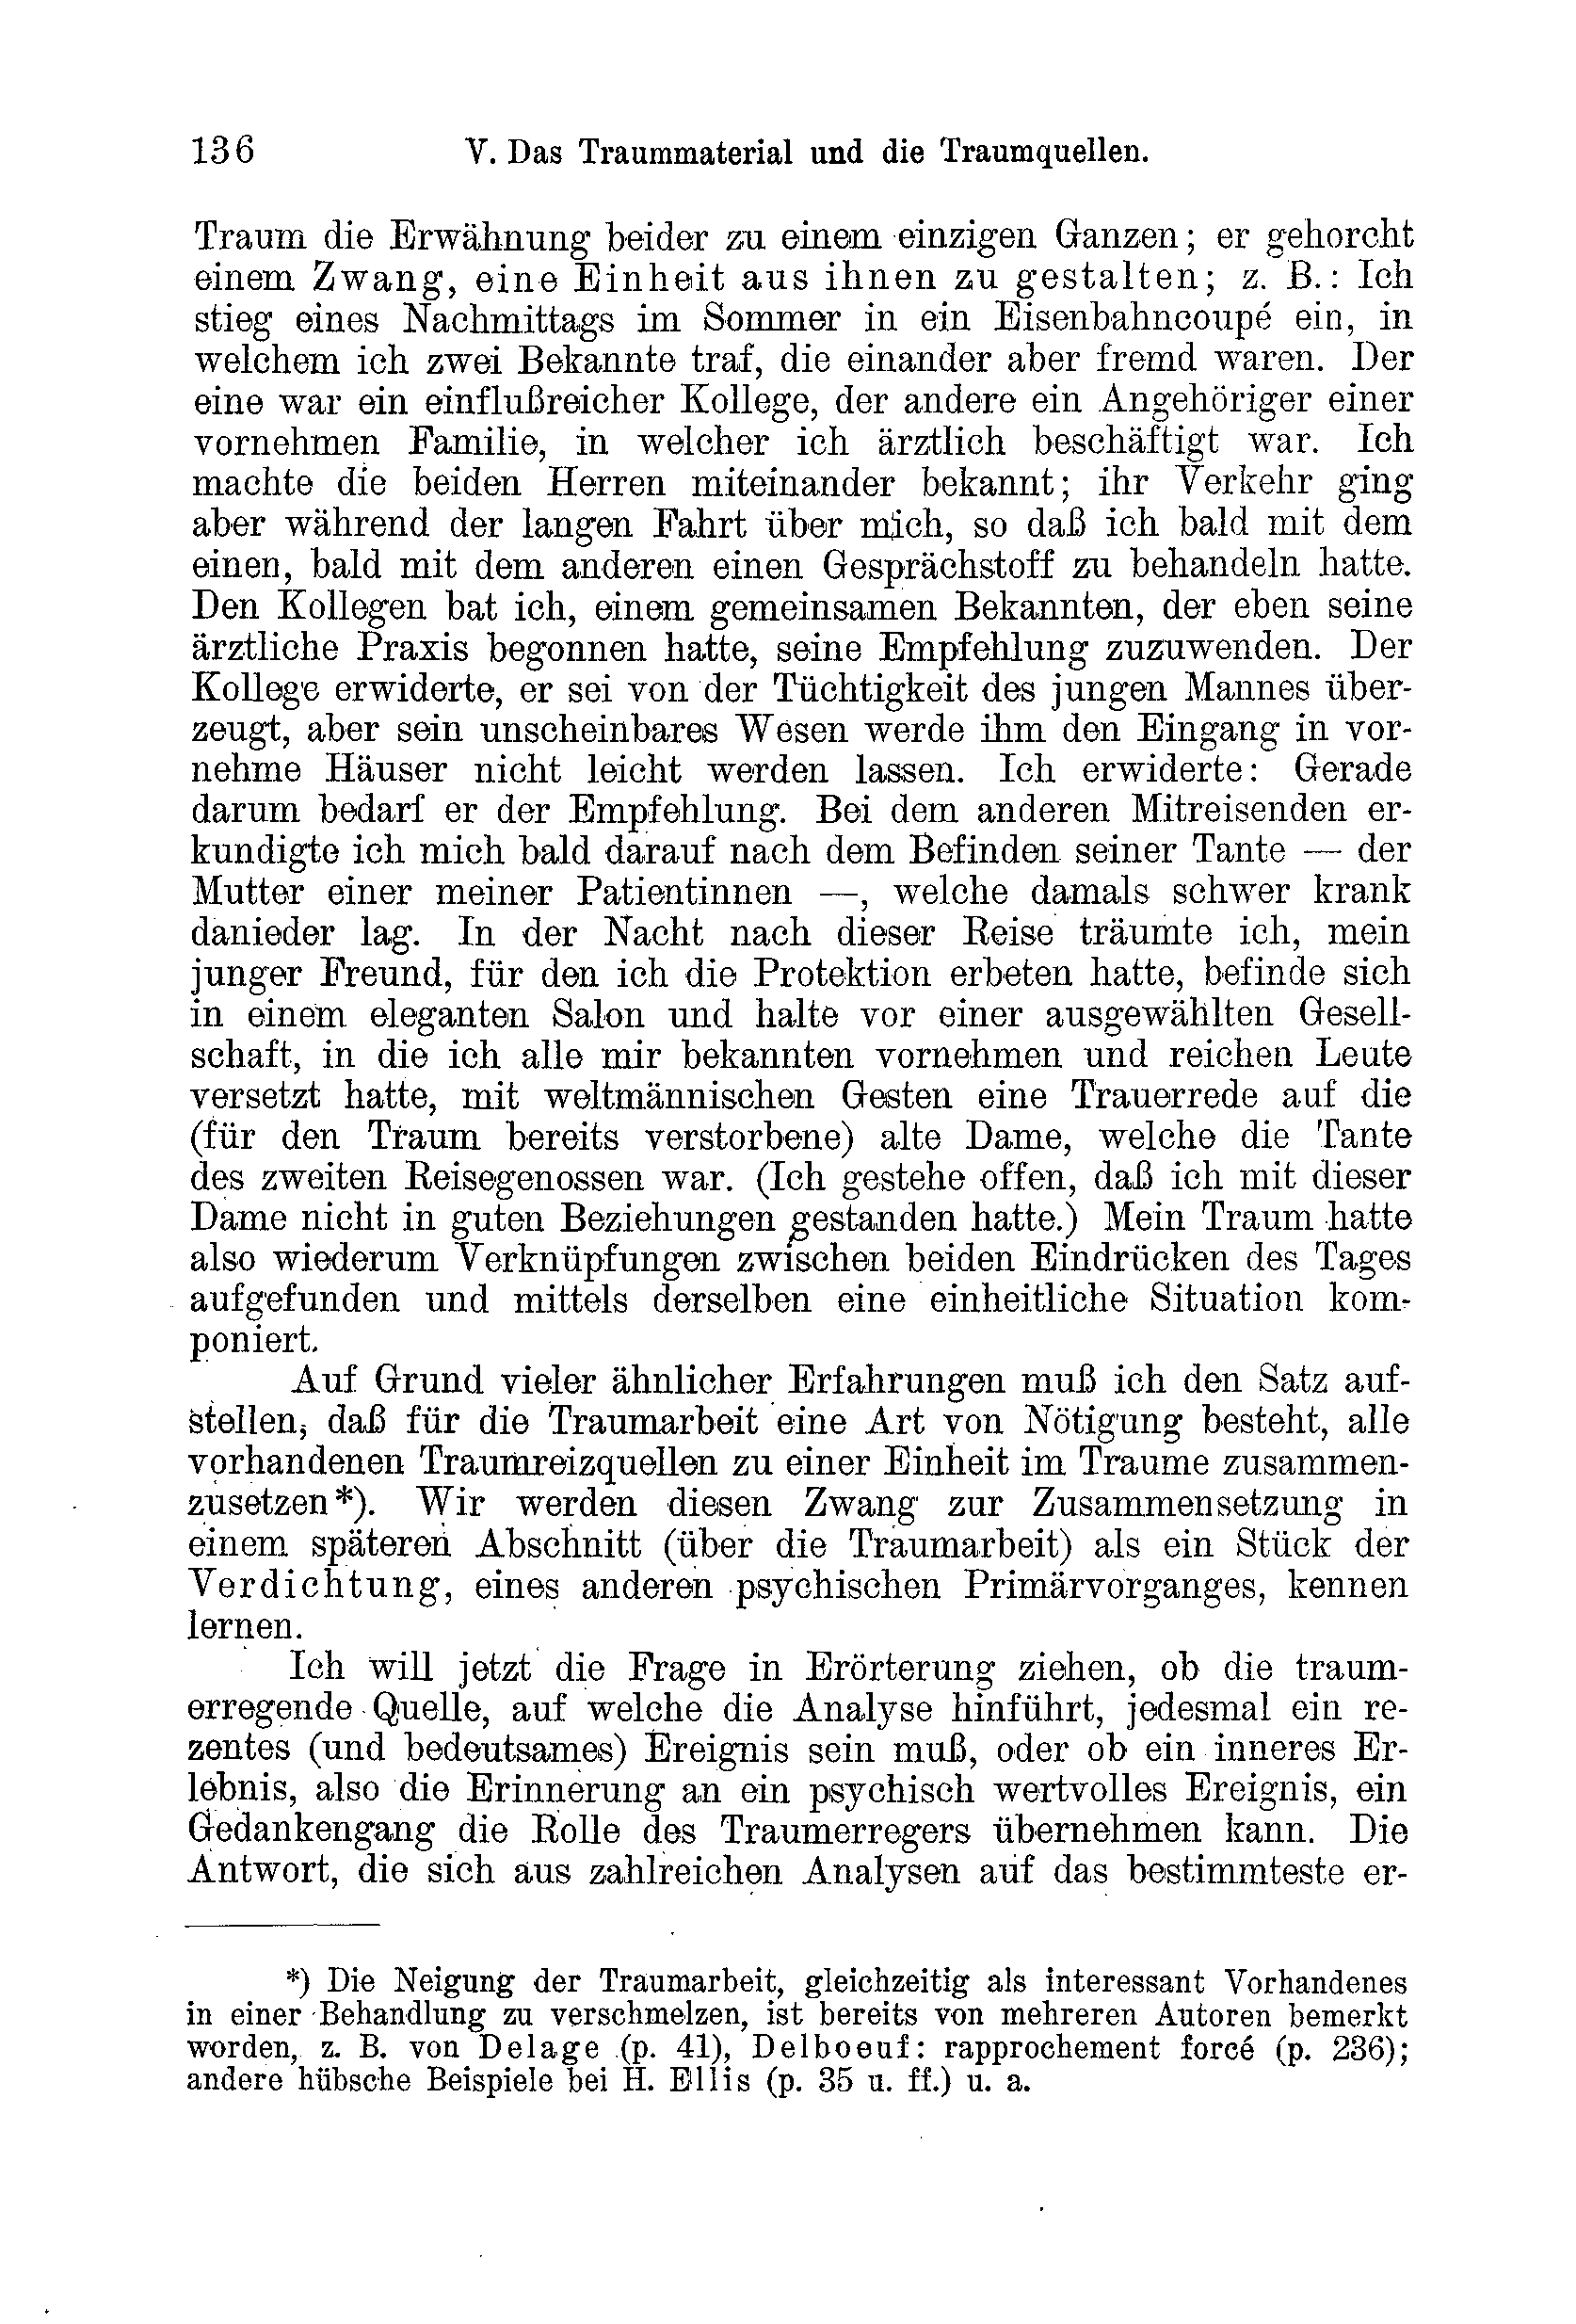 136 V. Das Traummaterial und die Traumquellen.
Traum die Erwähnung beider zu einem einzigen Ganzen; er gehorcht
einem Zwang, eine Einheit aus ihnen zu gestalten; z. B.: Ich
stieg eines Nachmittags im Sommer in ein Eisenbahncoupé ein, in
welchem ich zwei Bekannte traf, die einander aber fremd waren. Der
eine war ein einflußreicher Kollege, der andere ein Angehöriger einer
vornehmen Familie, in welcher ich ärztlich beschäftigt war. Ich
machte die beiden Herren miteinander bekannt; ihr Verkehr ging
aber während der langen Fahrt über mich, so daß ich bald mit dem
einen, bald mit dem anderen einen Gesprächstoff zu behandeln hatte.
Den Kollegen bat ich, einem gemeinsamen Bekannten, der eben seine
ärztliche Praxis begonnen hatte, seine Empfehlung zuzuwenden. Der
Kollege erwiderte, er sei von der Tüchtigkeit des jungen Mannes über-
zeugt, aber sein unscheinbares Wesen werde ihm den Eingang in vor-
nehme Häuser nicht leicht werden lassen. Ich erwiderte: Gerade
darum bedarf er der Empfehlung. Bei dem anderen Mitreisenden er-
kundigte ich mich bald darauf nach dem Befinden seiner Tante — der
Mutter einer meiner Patientinnen —, welche damals schwer krank
danieder lag. In der Nacht nach dieser Reise träumte ich, mein
junger Freund, für den ich die Protektion erbeten hatte, befinde sich
in einem eleganten Salon und halte vor einer ausgewählten Gesell-
schaft, in die ich alle mir bekannten vornehmen und reichen Leute
versetzt hatte, mit weltmännischen Gesten eine Trauerrede auf die
(für den Traum bereits verstorbene) alte Dame, welche die Tante
des zweiten Reisegenossen war. (Ich gestehe offen, daß ich mit dieser
Dame nicht in guten Beziehungen gestanden hatte.) Mein Traum hatte
also wiederum Verknüpfungen zwischen beiden Eindrücken des Tages
aufgefunden und mittels derselben eine einheitliche Situation kom-
poniert.
Auf Grund vieler ähnlicher Erfahrungen muß ich den Satz auf-
stellen, daß für die Traumarbeit eine Art von Nötigung besteht, alle
vorhandenen Traumreizquellen zu einer Einheit im Traume zusammen-
zusetzen*). Wir werden diesen Zwang zur Zusammensetzung in
einem späteren Abschnitt (über die Traumarbeit) als ein Stück der
Verdichtung, eines anderen psychischen Primärvorganges, kennen
lernen.
Ich will jetzt die Frage in Erörterung ziehen, ob die traum-
erregende Quelle, auf welche die Analyse hinführt, jedesmal ein re-
zentes (und bedeutsames) Ereignis sein muß, oder ob ein inneres Er-
lebnis, also die Erinnerung an ein psychisch wertvolles Ereignis, ein
Gedankengang die Rolle des Traumerregers übernehmen kann. Die
Antwort, die sich aus zahlreichen Analysen auf das bestimmteste er-
*) Die Neigung der Traumarbeit, gleichzeitig als interessant Vorhandenes
in einer Behandlung zu verschmelzen, ist bereits von mehreren Autoren bemerkt
worden, z. B. von Delage (p. 41), Delboeuf: rapprochement forcé (p. 236);
andere hübsche Beispiele bei H. Ellis (p. 35 u. ff.) u. a.